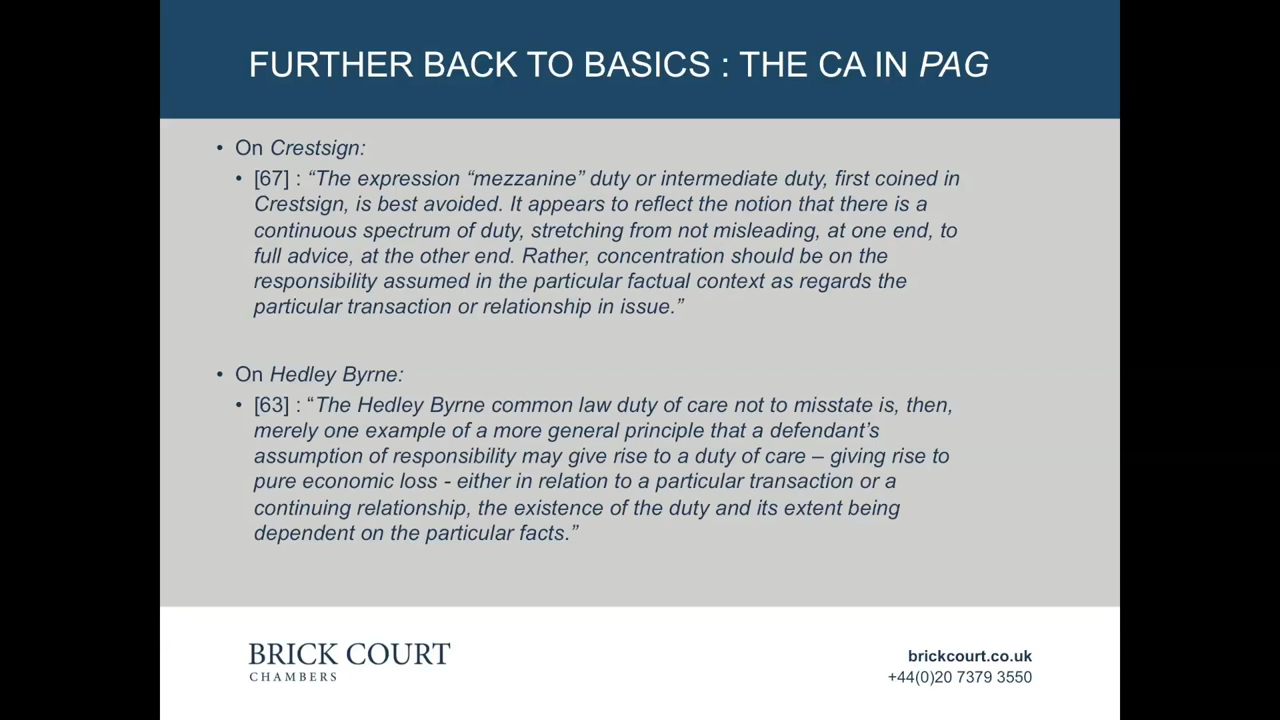 FURTHER BACK TO BASICS : THE CA IN PAG
• On Crestsign:
• [67] : “The expression “mezzanine” duty or intermediate duty, first coined in
Crestsign, is best avoided. It appears to reflect the notion that there is a
continuous spectrum of duty, stretching from not misleading, at one end, to
full advice, at the other end. Rather, concentration should be on the
responsibility assumed in the particular factual context as regards the
particular transaction or relationship in issue.”
• On Hedley Byrne:
• [63] : “The Hedley Byrne common law duty of care not to misstate is, then,
merely one example of a more general principle that a defendant’s
assumption of responsibility may give rise to a duty of care – giving rise to
pure economic loss - either in relation to a particular transaction or a
continuing relationship, the existence of the duty and its extent being
dependent on the particular facts.”
BRICK COURT
CHAMBERS
brickcourt.co.uk
+44(0)20 7379 3550